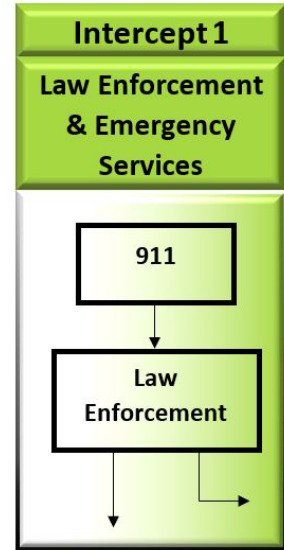 Intercept 1
Law Enforcement
& Emergency
Services
911
Law
Enforcement